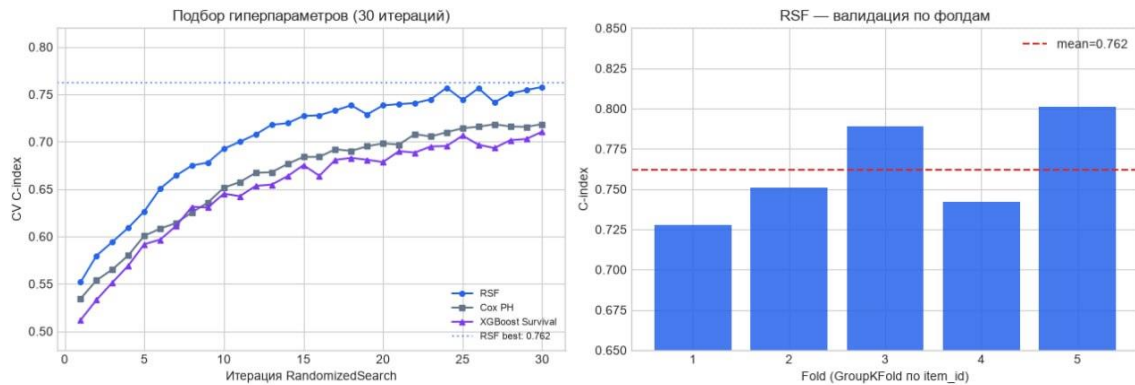 Подбор гиперпараметров (30 итераций)
0.80
0.75
0.70
0.65
0.60
0.55
0.50
CV C-index
0
5
10
15
20
25
30
Итерация RandomizedSearch
RSF
Cox PH
XGBoost Survival
RSF best: 0.762
RSF — валидация по фолдам
0.850
0.825
0.800
0.775
0.750
0.725
0.700
0.675
0.650
C-index
mean=0.762
1
2
3
4
5
Fold (GroupKFold по item_id)